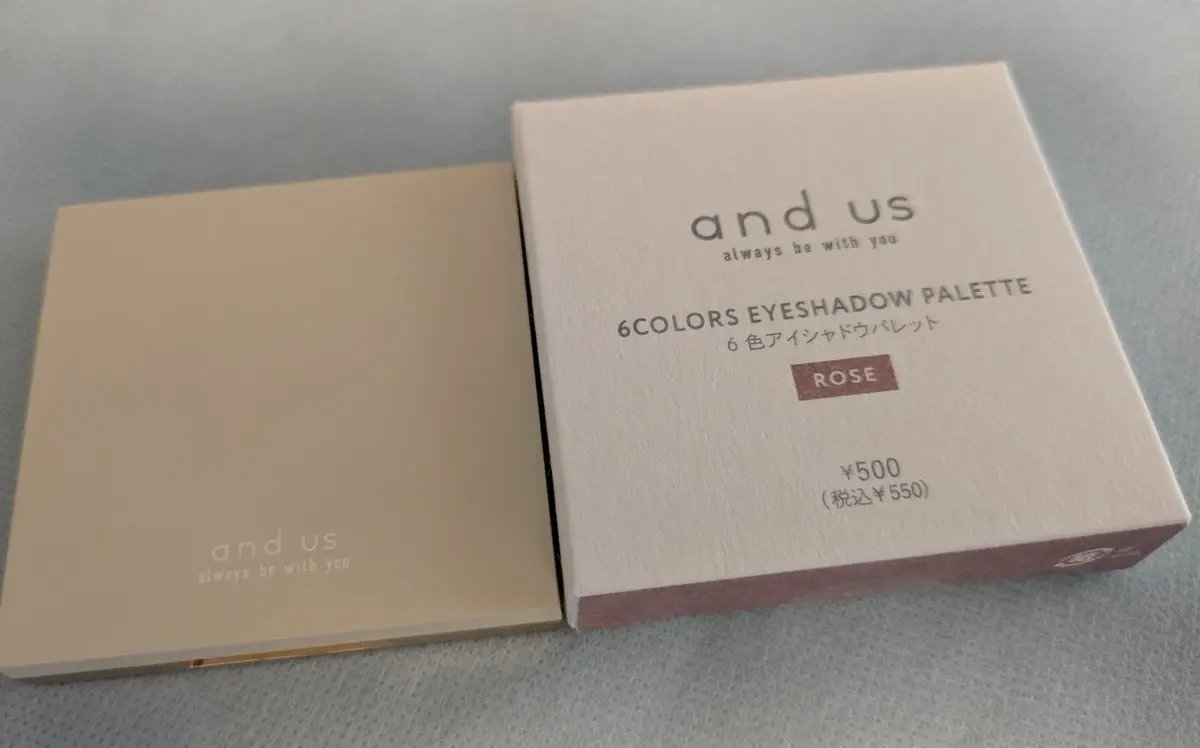 and us
always be with you
and us
always be with you
6COLORS EYESHADOW PALETTE
6 色アイシャドウパレット
ROSE
¥500
(税込¥550)